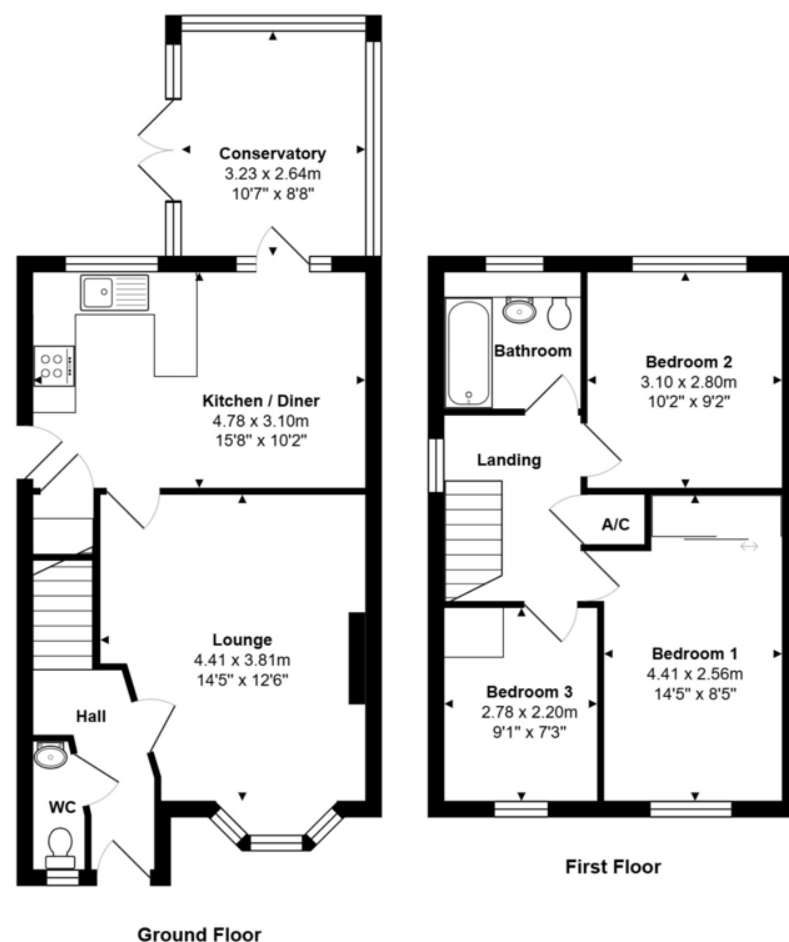 Conservatory
3.23 x 2.64m
10'7" x 8'8"
Kitchen / Diner
4.78 x 3.10m
15'8" x 10'2"
Lounge
4.41 x 3.81m
14'5" x 12'6"
Hall
WC
Ground Floor
Bathroom
Bedroom 2
3.10 x 2.80m
10'2" x 9'2"
Landing
A/C
Bedroom 1
4.41 x 2.56m
14'5" x 8'5"
Bedroom 3
2.78 x 2.20m
9'1" x 7'3"
First Floor